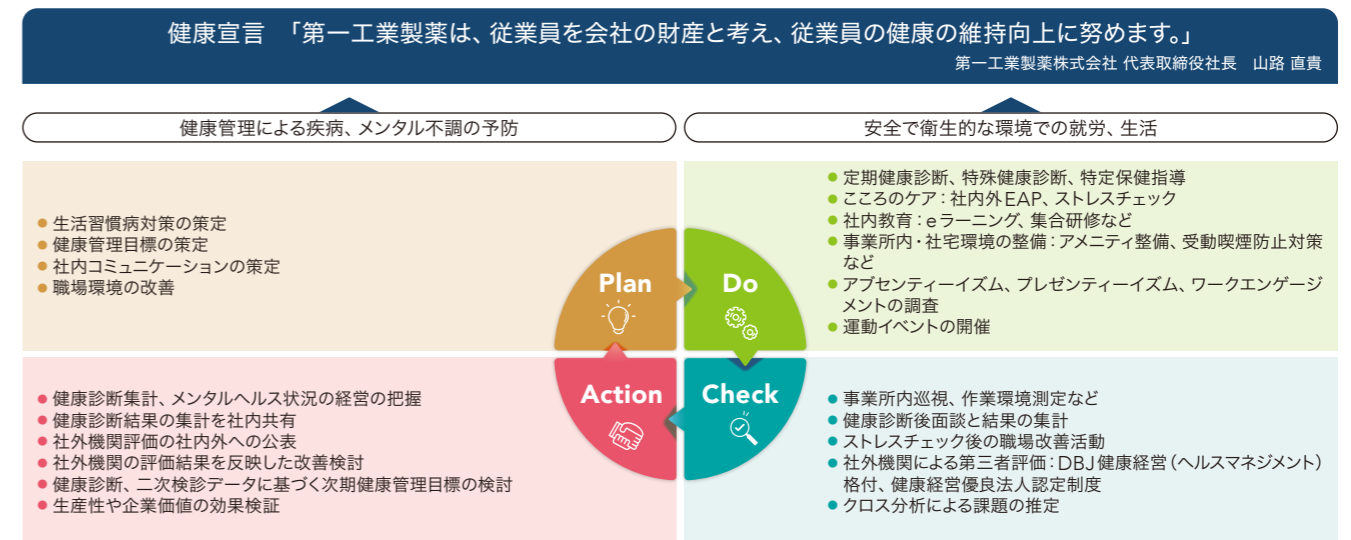 健康宣言　「第一工業製薬は、従業員を会社の財産と考え、従業員の健康の維持向上に努めます。」
第一工業製薬株式会社 代表取締役社長　山路 直貴
健康管理による疾病、メンタル不調の予防
安全で衛生的な環境での就労、生活
● 生活習慣病対策の策定
● 健康管理目標の策定
● 社内コミュニケーションの策定
● 職場環境の改善
Plan
Do
● 定期健康診断、特殊健康診断、特定保健指導
● こころのケア：社内外EAP、ストレスチェック
● 社内教育：eラーニング、集合研修など
● 事業所内・社宅環境の整備：アメニティ整備、受動喫煙防止対策
など
● アブセンティーイズム、プレゼンティーイズム、ワークエンゲージ
メントの調査
● 運動イベントの開催
● 健康診断集計、メンタルヘルス状況の経営の把握
● 健康診断結果の集計を社内共有
● 社外機関評価の社内外への公表
● 社外機関の評価結果を反映した改善検討
● 健康診断、二次検診データに基づく次期健康管理目標の検討
● 生産性や企業価値の効果検証
Action
Check
● 事業所内巡視、作業環境測定など
● 健康診断後面談と結果の集計
● ストレスチェック後の職場改善活動
● 社外機関による第三者評価：DBJ健康経営（ヘルスマネジメント）
格付、健康経営優良法人認定制度
● クロス分析による課題の推定